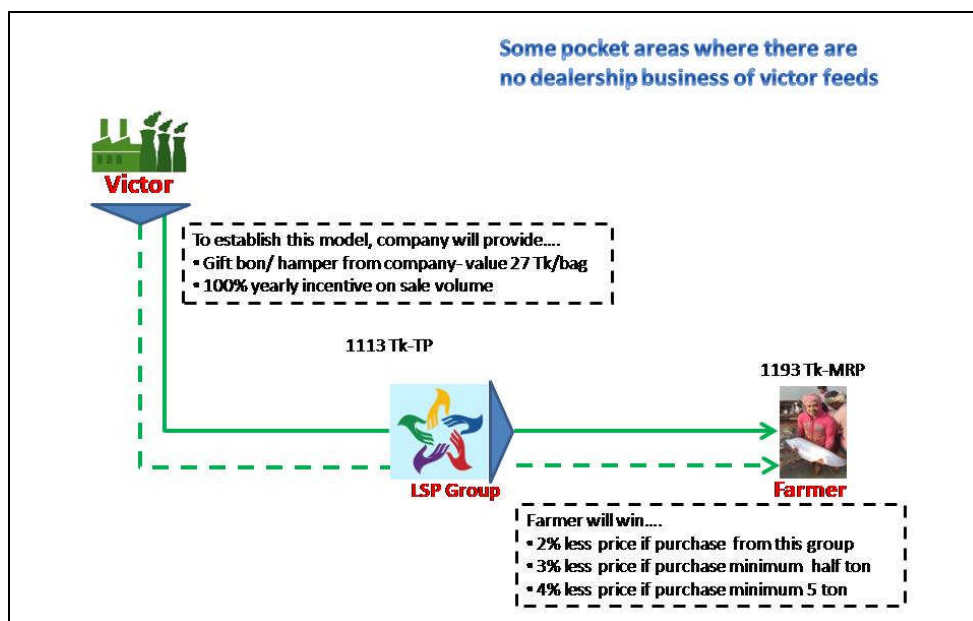 Some pocket areas where there are
no dealership business of victor feeds
Victor
To establish this model, company will provide....
▪ Gift bon/ hamper from company- value 27 Tk/bag
▪ 100% yearly incentive on sale volume
1113 Tk-TP
1193 Tk-MRP
LSP Group
Farmer
Farmer will win....
▪ 2% less price if purchase from this group
▪ 3% less price if purchase minimum half ton
▪ 4% less price if purchase minimum 5 ton